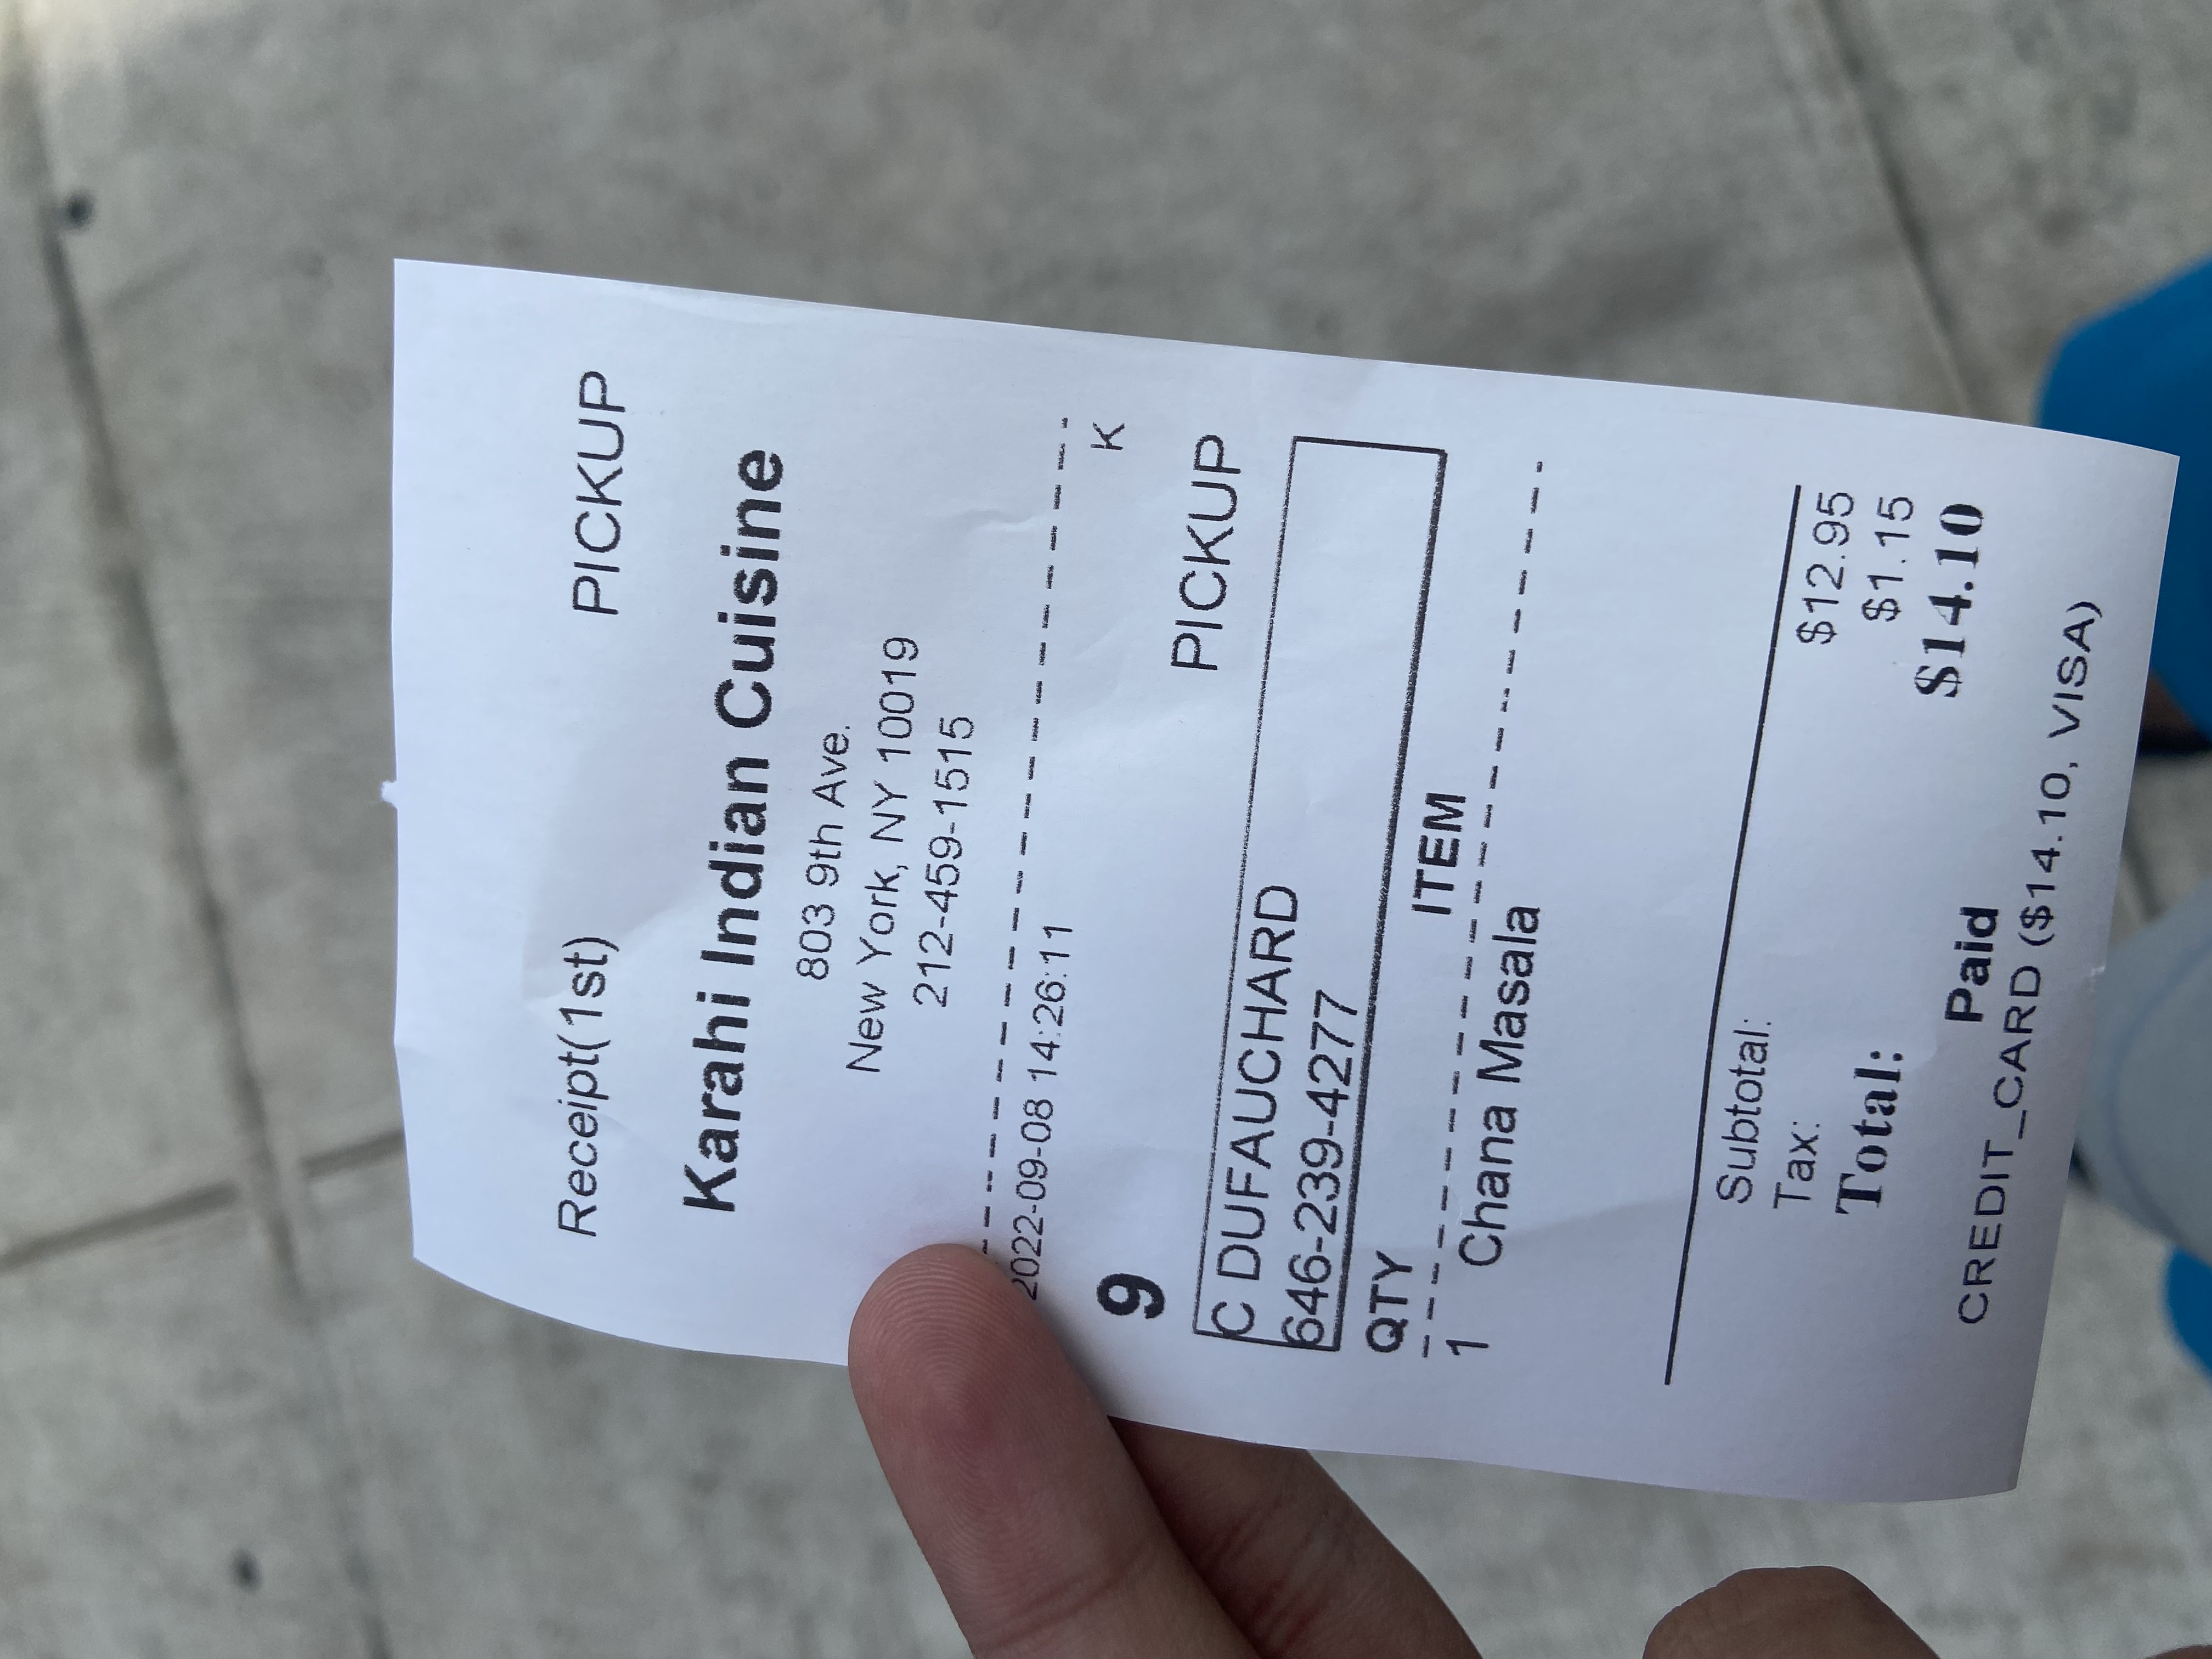 Receipt(1st) PICKUP
Karahi Indian Cuisine
803 9th Ave.
New York, NY 10019
212-459-1515
2022-09-08 14:26:11 K
9 PICKUP
C DUFAUCHARD
646-239-4277
QTY ITEM
1 Chana Masala
Subtotal: $12.95
Tax: $1.15
Total: $14.10
Paid
CREDIT_CARD ($14.10, VISA)